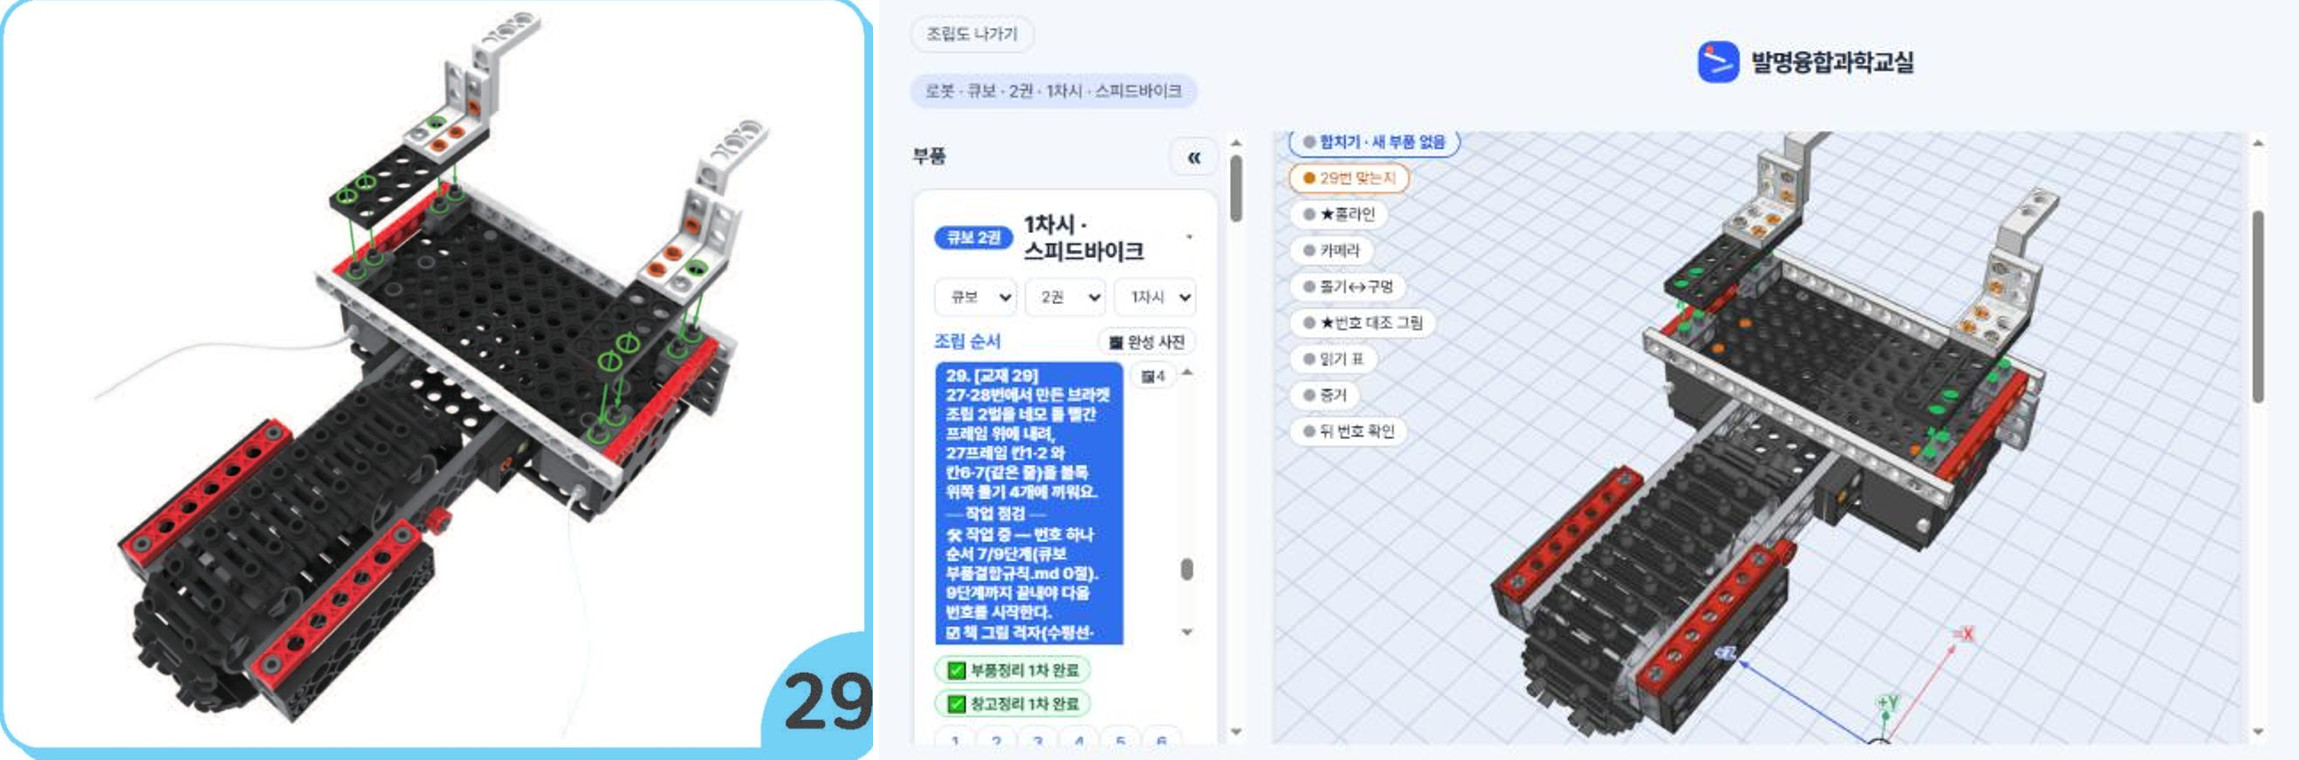 29
조립도 나가기
로봇 · 큐보 · 2권 · 1차시 · 스피드바이크
발명융합과학교실
부품
«
큐보 2권
1차시 ·
스피드바이크
큐보
2권
1차시
조립 순서
완성 사진
29. [교재 29]
27-28번에서 만든 브라켓
조립 2벌을 네모 틀 빨간
프레임 위에 내려,
27프레임 칸1·2 와
칸6·7(같은 줄)을 블록
위쪽 돌기 4개에 끼워요.
— 작업 점검 —
🛠 작업 중 — 번호 하나
순서 7/9단계(큐보
부품결합규칙.md 0절).
9단계까지 끝내야 다음
번호를 시작한다.
☑ 책 그림 격자(수평선·
4
✅ 부품정리 1차 완료
✅ 창고정리 1차 완료
1 2 3 4 5 6
합치기 · 새 부품 없음
29번 맞는지
★홀라인
카메라
돌기↔구멍
★번호 대조 그림
읽기 표
증거
뒤 번호 확인
+Z
=X
+Y